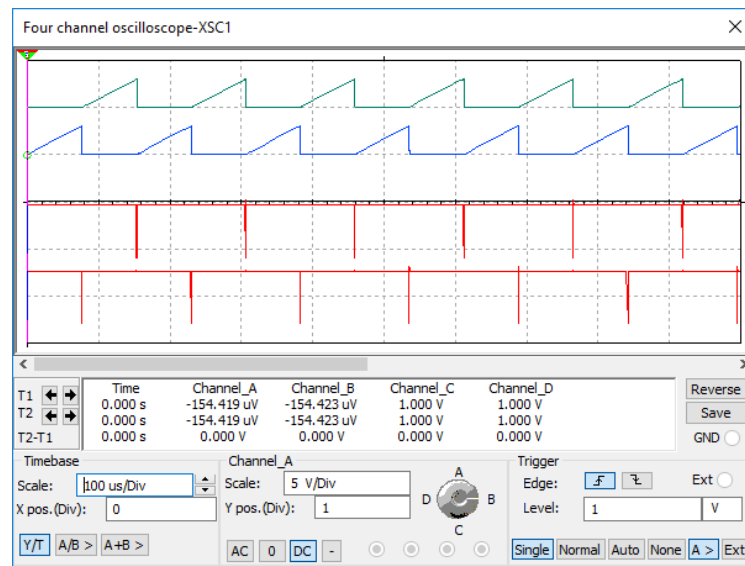 Four channel oscilloscope-XSC1
Time Channel_A Channel_B Channel_C Channel_D
T1 0.000 s -154.419 uV -154.423 uV 1.000 V 1.000 V
T2 0.000 s -154.419 uV -154.423 uV 1.000 V 1.000 V
T2-T1 0.000 s 0.000 V 0.000 V 0.000 V 0.000 V
Reverse
Save
GND
Timebase
Scale: 100 us/Div
X pos.(Div): 0
Y/T A/B > A+B >
Channel_A
Scale: 5 V/Div
Y pos.(Div): 1
AC 0 DC -
A
D B
C
Trigger
Edge: Ext
Level: 1 V
Single Normal Auto None A > Ext